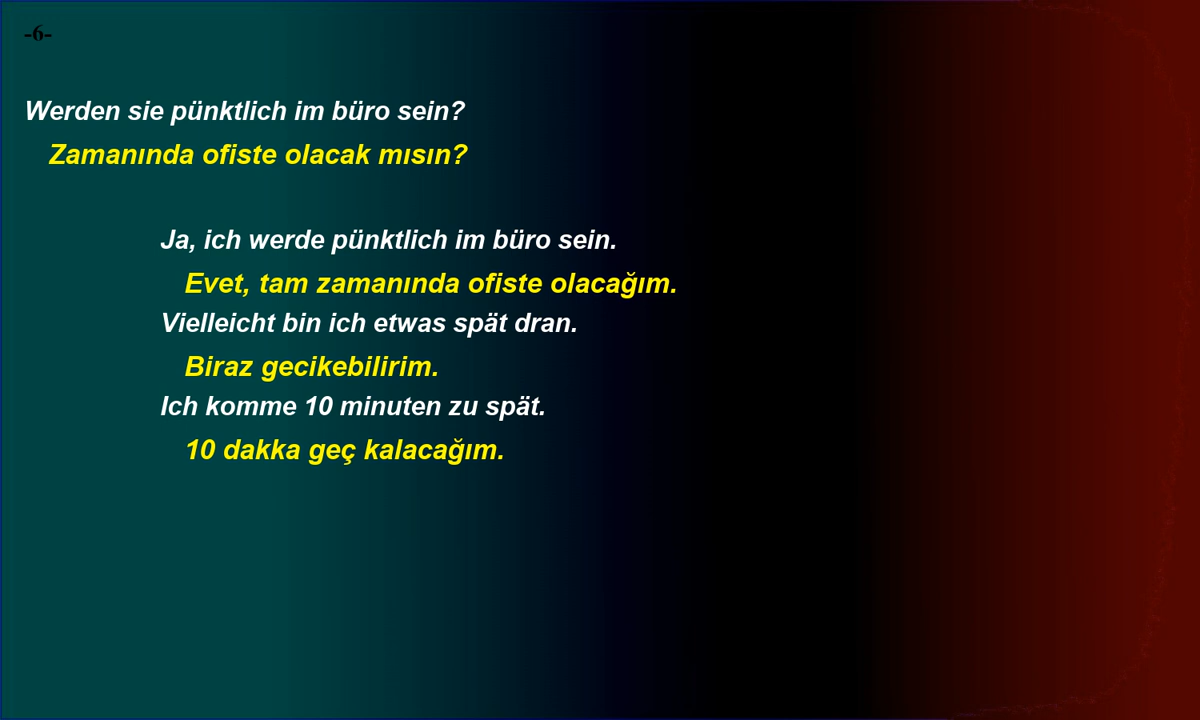 -6-
Werden sie pünktlich im büro sein?
Zamanında ofiste olacak mısın?
Ja, ich werde pünktlich im büro sein.
Evet, tam zamanında ofiste olacağım.
Vielleicht bin ich etwas spät dran.
Biraz gecikebilirim.
Ich komme 10 minuten zu spät.
10 dakka geç kalacağım.